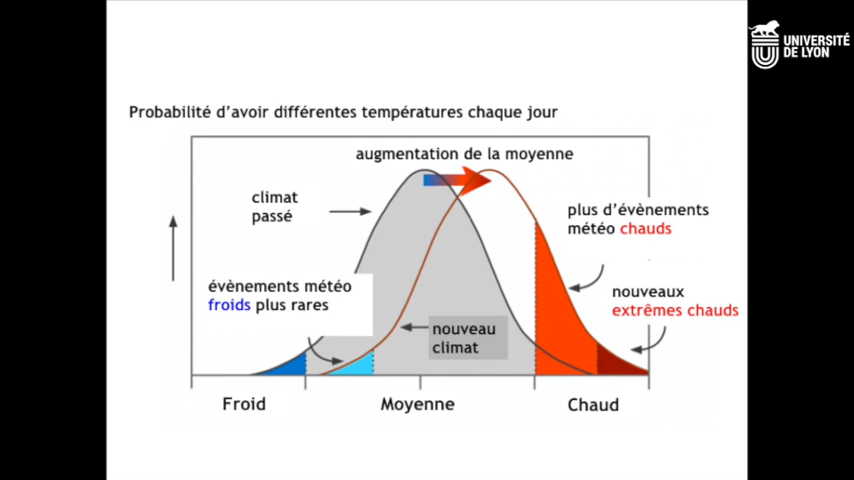 UNIVERSITÉ
DE LYON
Probabilité d'avoir différentes températures chaque jour
augmentation de la moyenne
climat
passé
plus d'évènements
météo chauds
évènements météo
froids plus rares
nouveaux
extrêmes chauds
nouveau
climat
Froid
Moyenne
Chaud